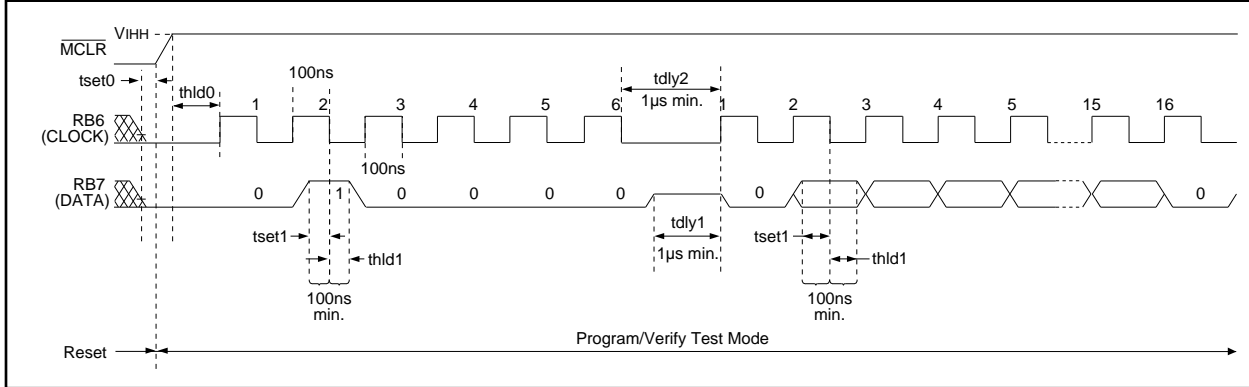 VIHH
MCLR
100ns
tset0
thld0
tdly2
1µs min.
1 2 3 4 5 6 1 2 3 4 5 15 16
RB6
(CLOCK)
100ns
RB7
(DATA)
0 1 0 0 0 0 0 0
tset1
thld1
100ns
min.
tdly1
1µs min.
tset1
thld1
100ns
min.
Program/Verify Test Mode
Reset